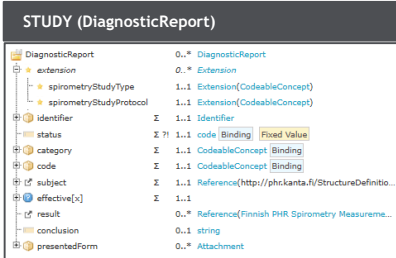 STUDY (DiagnosticReport)
DiagnosticReport 0..* DiagnosticReport
extension 0..* Extension
spirometryStudyType 1..1 Extension(CodeableConcept)
spirometryStudyProtocol 1..1 Extension(CodeableConcept)
identifier Σ 1..1 Identifier
status Σ ?! 1..1 code Binding Fixed Value
category Σ 1..1 CodeableConcept Binding
code Σ 1..1 CodeableConcept Binding
subject Σ 1..1 Reference(http://phr.kanta.fi/StructureDefinitio...
effective[x] Σ 1..1
result 0..* Reference(Finnish PHR Spirometry Measureme...
conclusion 0..1 string
presentedForm 0..* Attachment